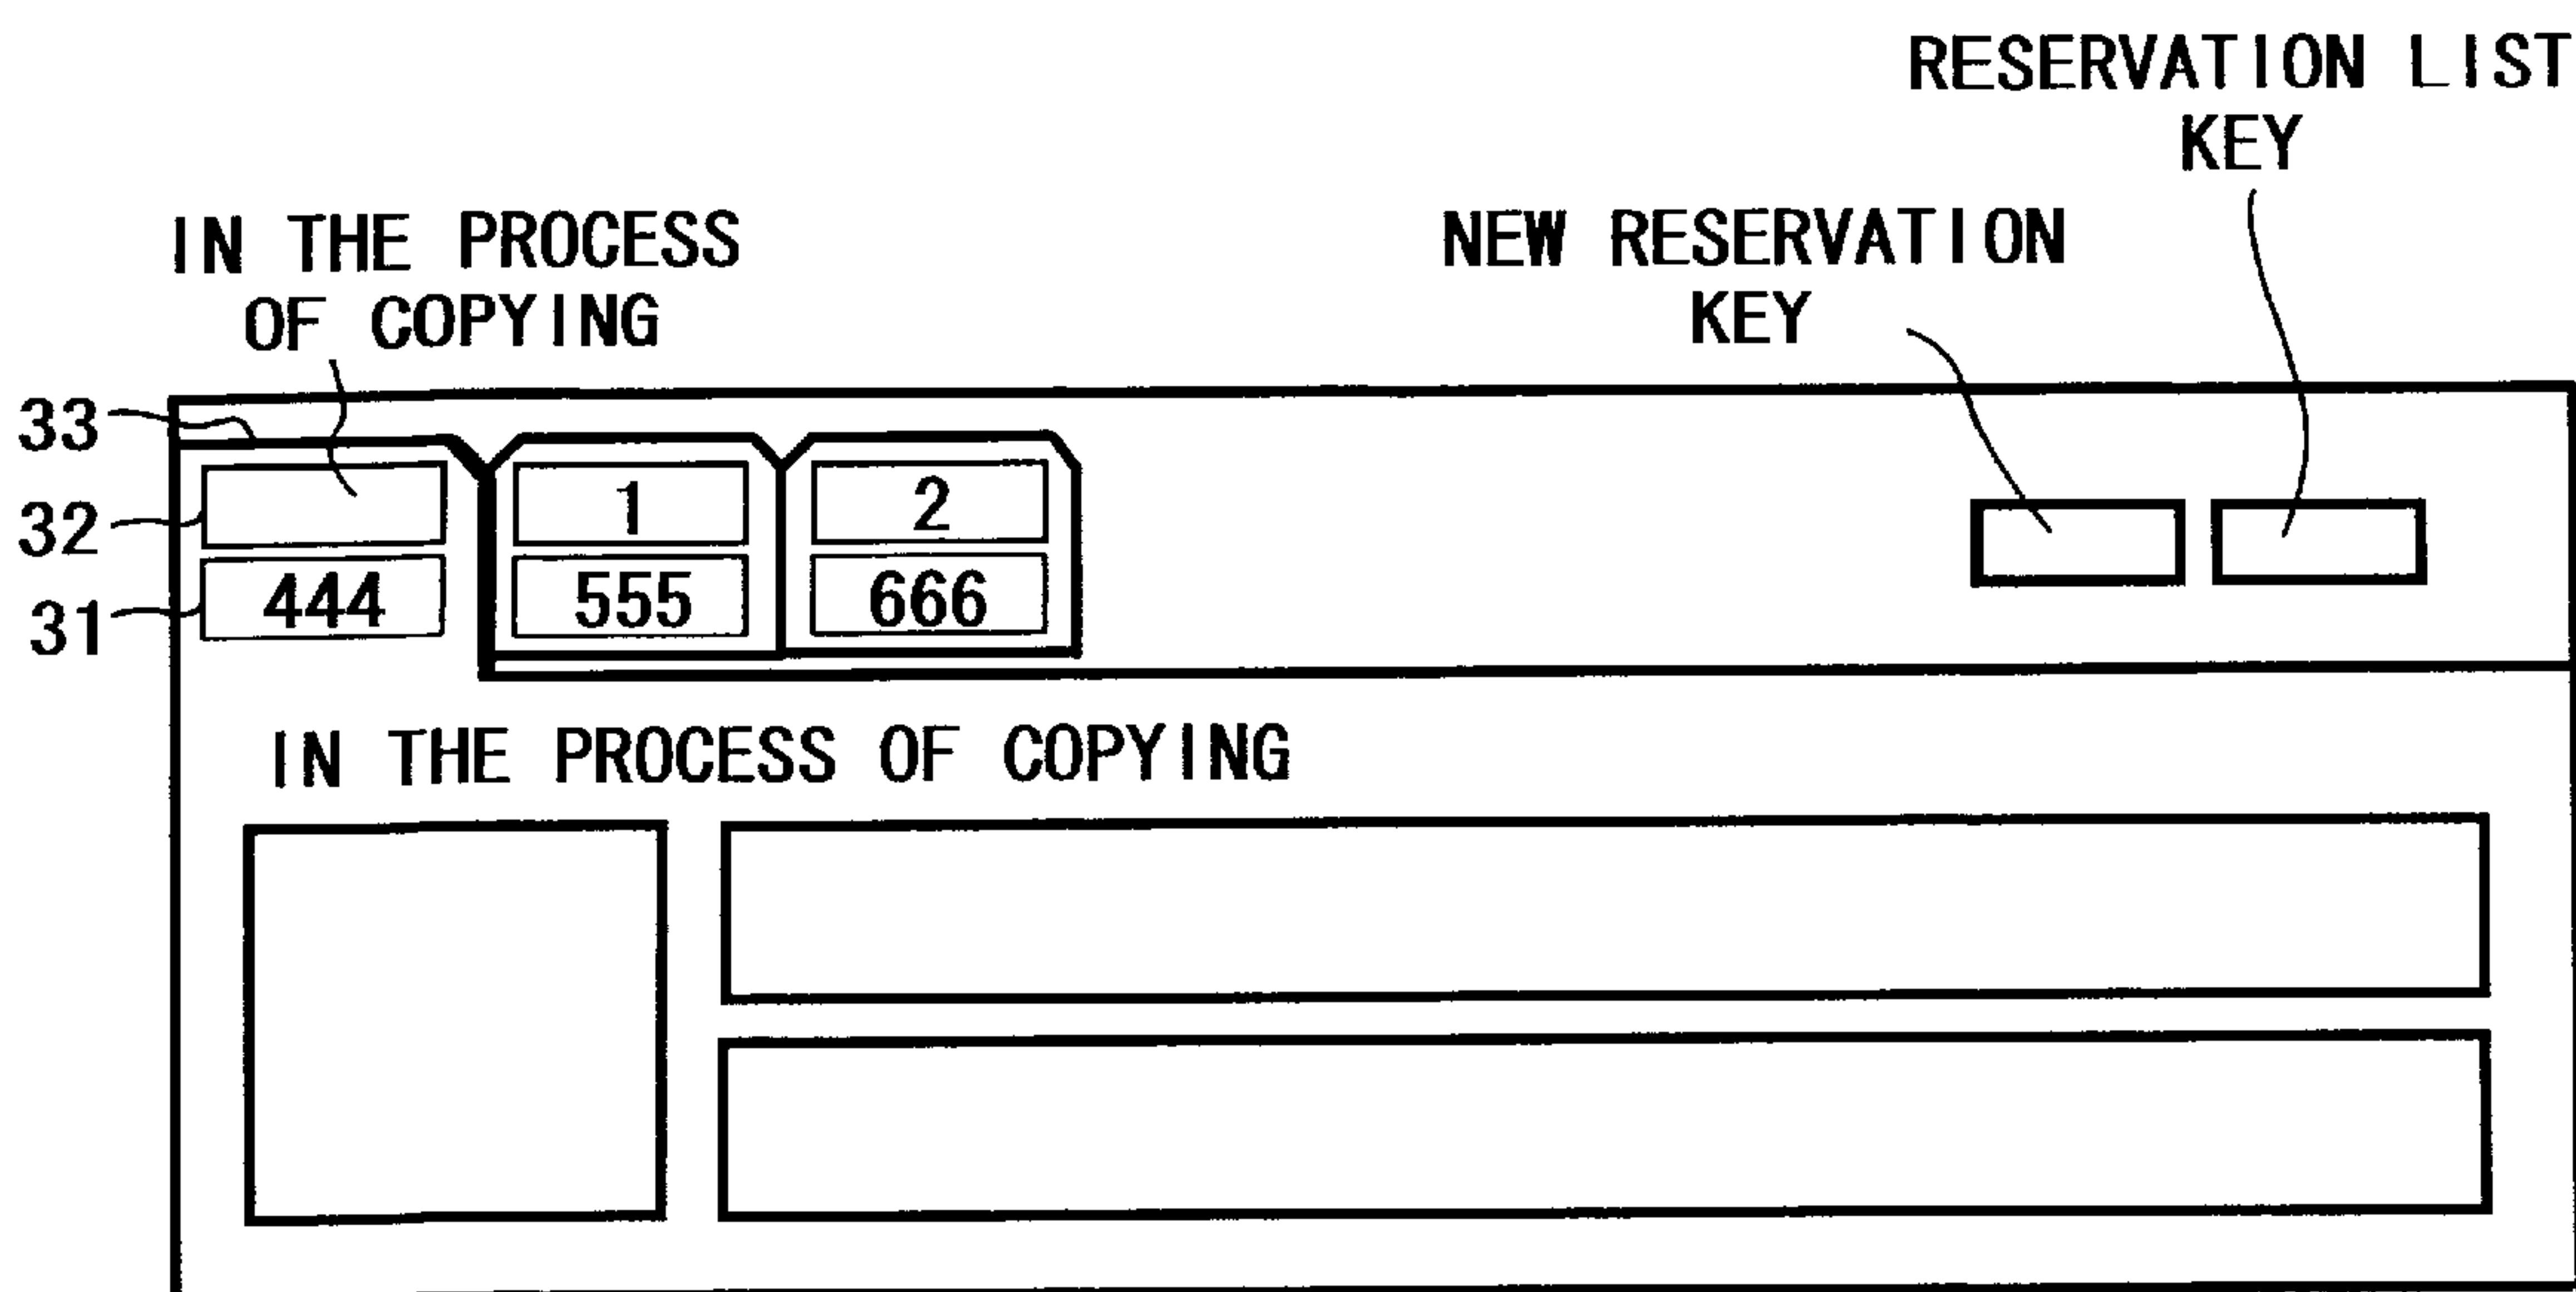 RESERVATION LIST
KEY
NEW RESERVATION
KEY
IN THE PROCESS
OF COPYING
33
32
1
2
31
444
555
666
IN THE PROCESS OF COPYING